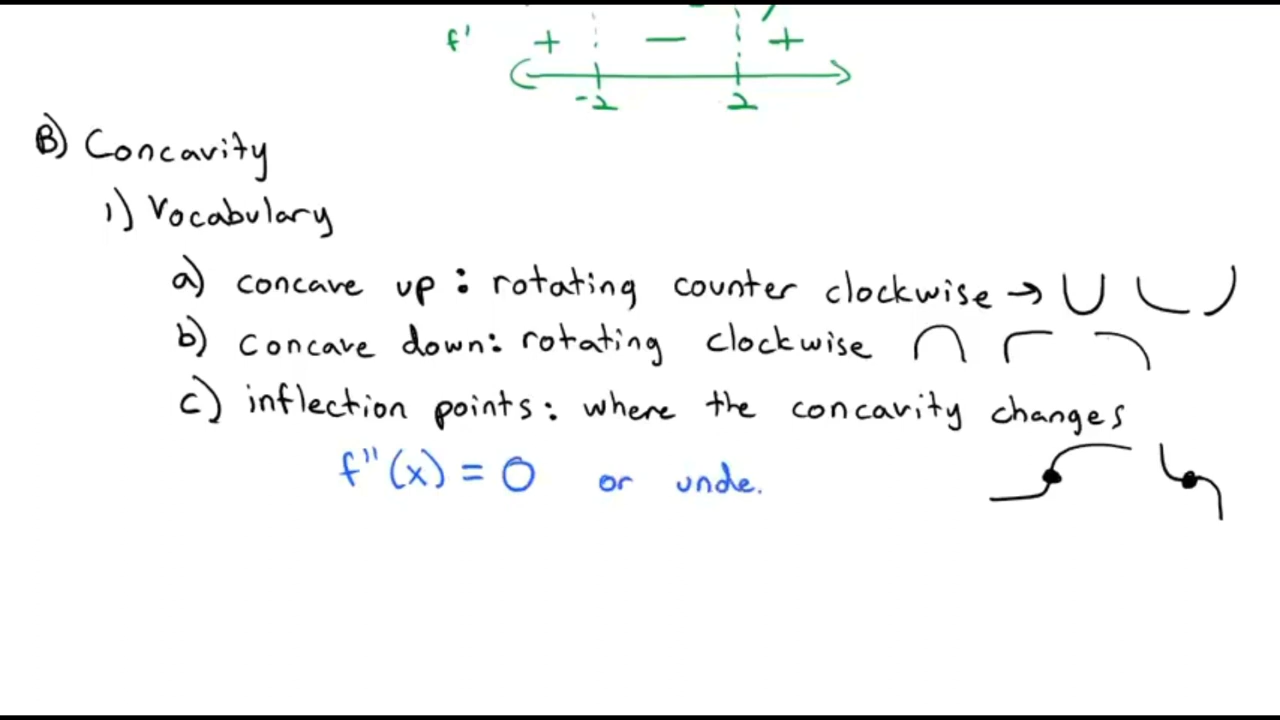 f' + − +
-2 2
B) Concavity
1) Vocabulary
a) concave up : rotating counter clockwise →
b) concave down: rotating clockwise
c) inflection points: where the concavity changes
f''(x) = 0 or unde.